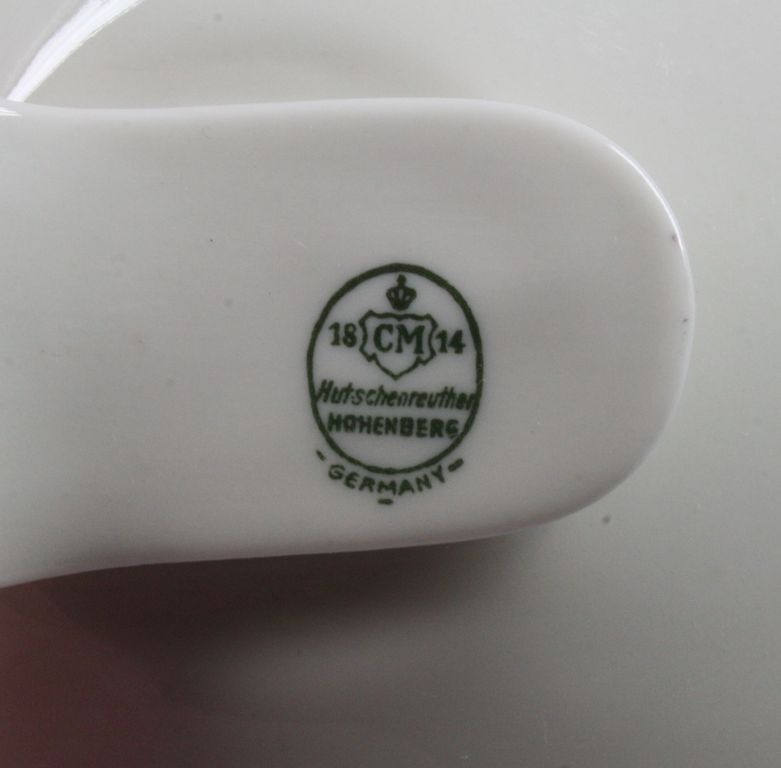 18 CM 14
Hutschenreuther
HOHENBERG
- GERMANY -